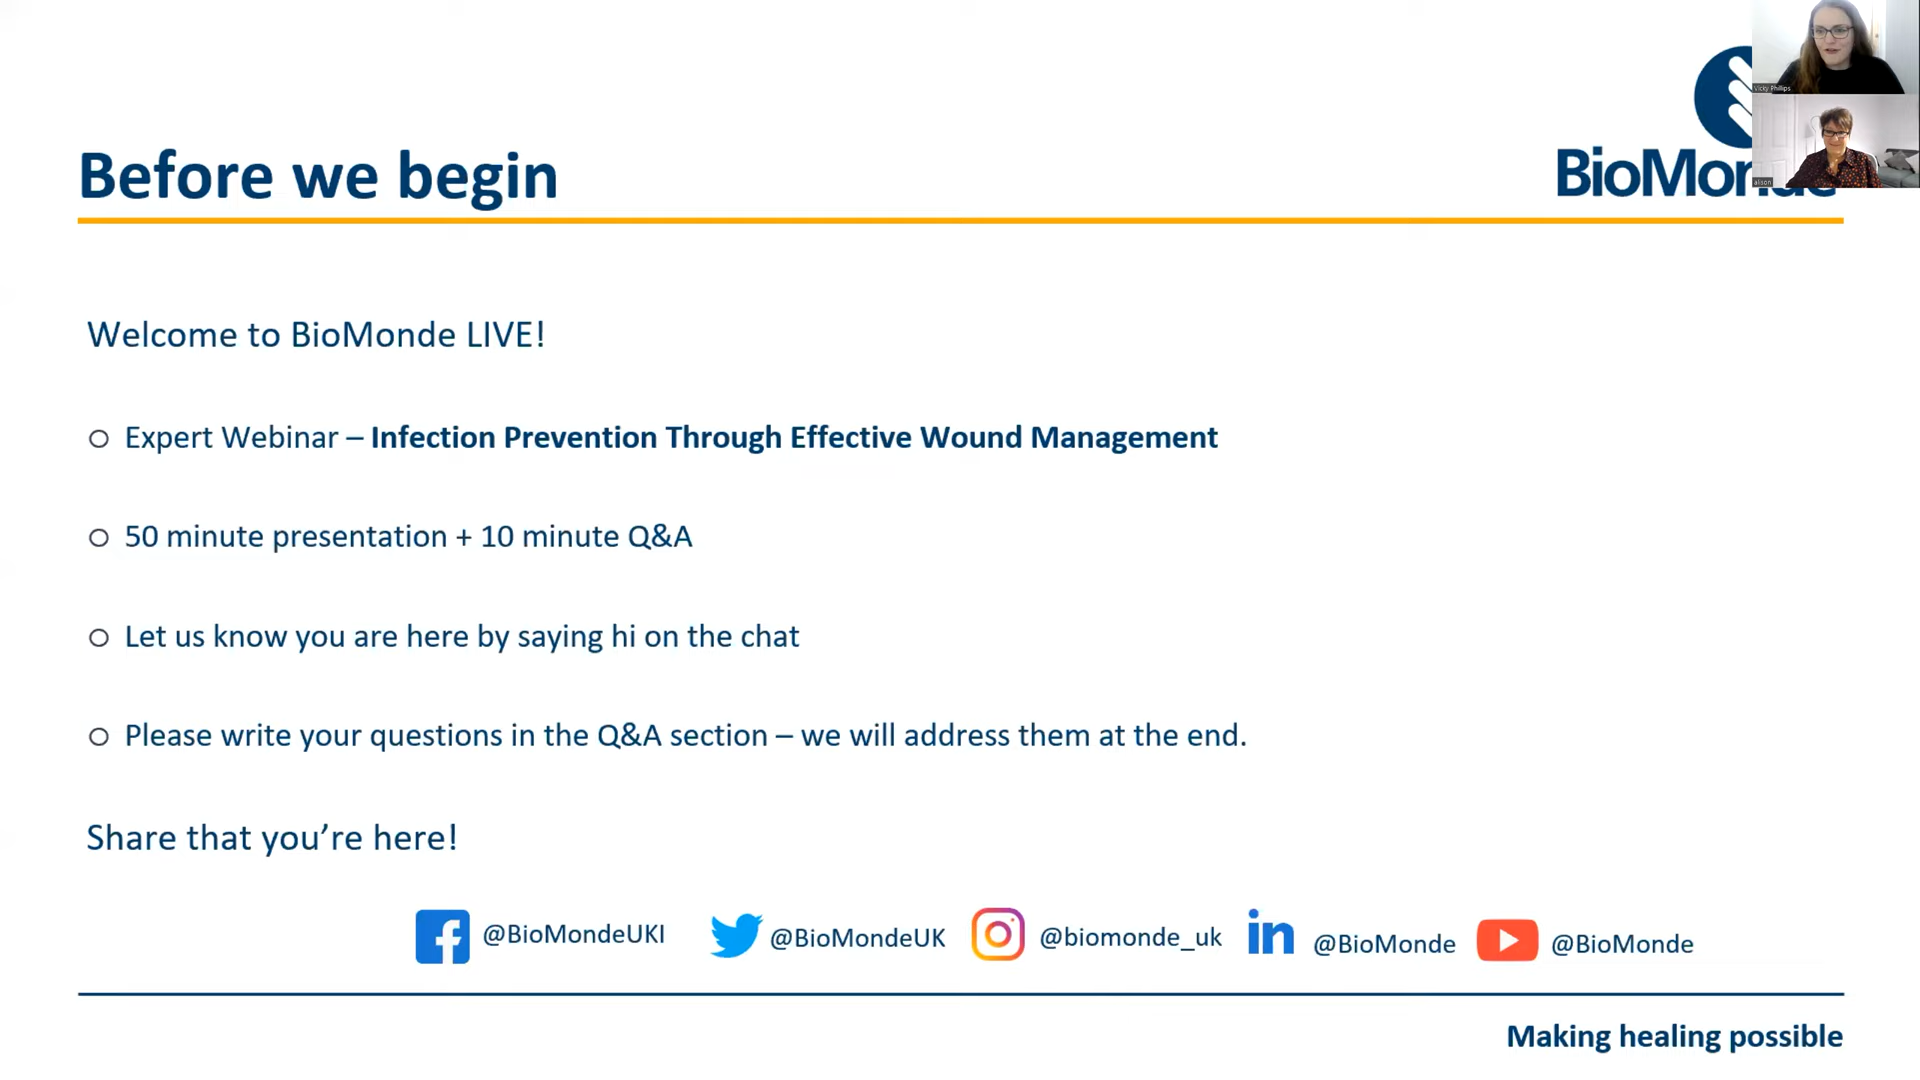 Vicky Phillips
alison
Before we begin
Welcome to BioMonde LIVE!
Expert Webinar – Infection Prevention Through Effective Wound Management
50 minute presentation + 10 minute Q&A
Let us know you are here by saying hi on the chat
Please write your questions in the Q&A section – we will address them at the end.
Share that you’re here!
@BioMondeUKI
@BioMondeUK
@biomonde_uk
@BioMonde
@BioMonde
Making healing possible